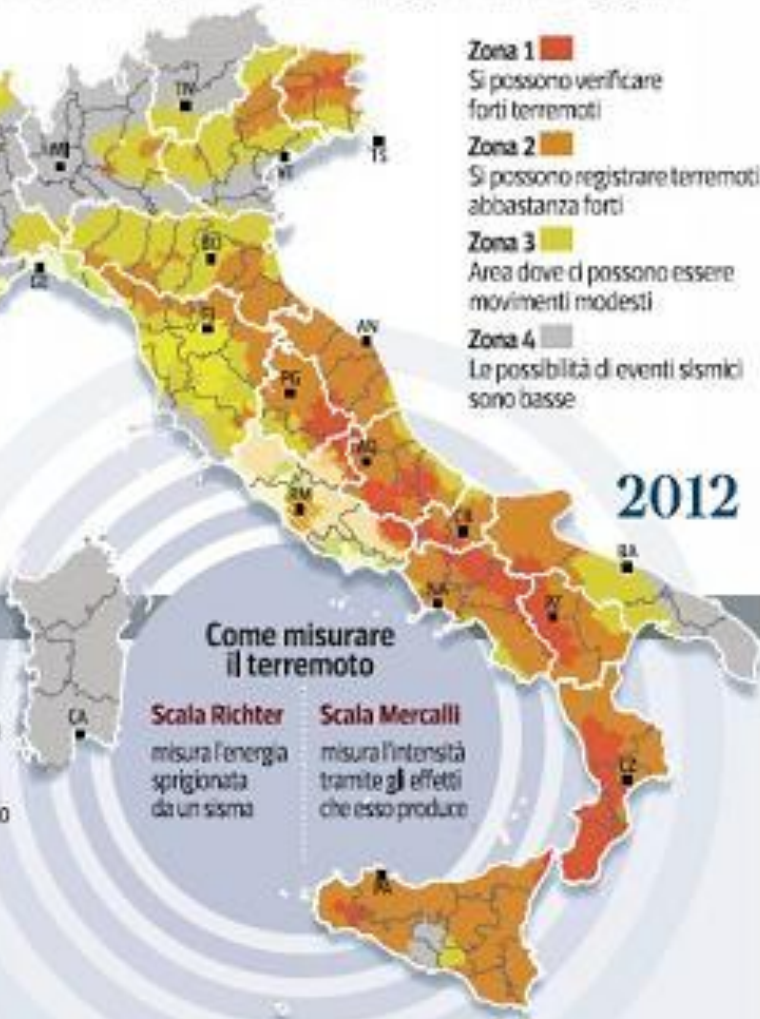 Zona 1
Si possono verificare
forti terremoti
Zona 2
Si possono registrare terremoti
abbastanza forti
Zona 3
Area dove ci possono essere
movimenti modesti
Zona 4
Le possibilità di eventi sismici
sono basse
2012
TN
MI
VE
TS
BO
GE
FI
AN
PG
AQ
RM
CB
BA
NA
PZ
Come misurare
il terremoto
Scala Richter
misura l'energia
sprigionata
da un sisma
Scala Mercalli
misura l'intensità
tramite gli effetti
che esso produce
CA
CZ
PA